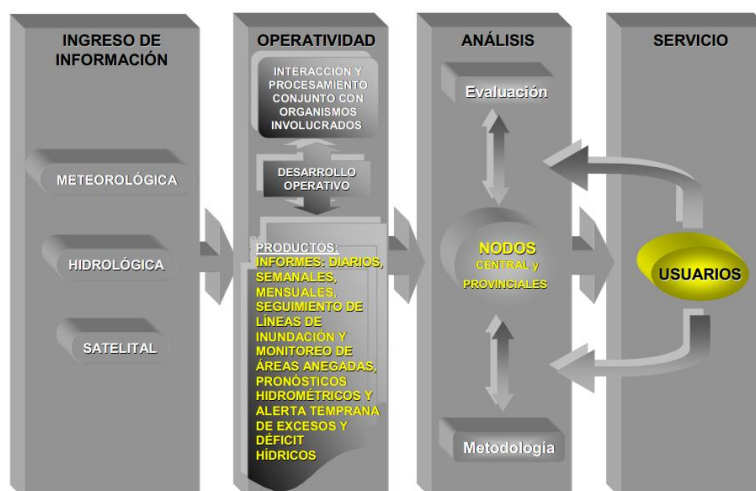 INGRESO DE
INFORMACIÓN
METEOROLÓGICA
HIDROLÓGICA
SATELITAL
OPERATIVIDAD
INTERACCIÓN Y
PROCESAMIENTO
CONJUNTO CON
ORGANISMOS
INVOLUCRADOS
DESARROLLO
OPERATIVO
PRODUCTOS:
INFORMES: DIARIOS,
SEMANALES,
MENSUALES,
SEGUIMIENTO DE
LÍNEAS DE
INUNDACIÓN Y
MONITOREO DE
ÁREAS ANEGADAS,
PRONÓSTICOS
HIDROMÉTRICOS Y
ALERTA TEMPRANA
DE EXCESOS Y
DÉFICIT
HÍDRICOS
ANÁLISIS
Evaluación
NODOS
CENTRAL y
PROVINCIALES
Metodología
SERVICIO
USUARIOS